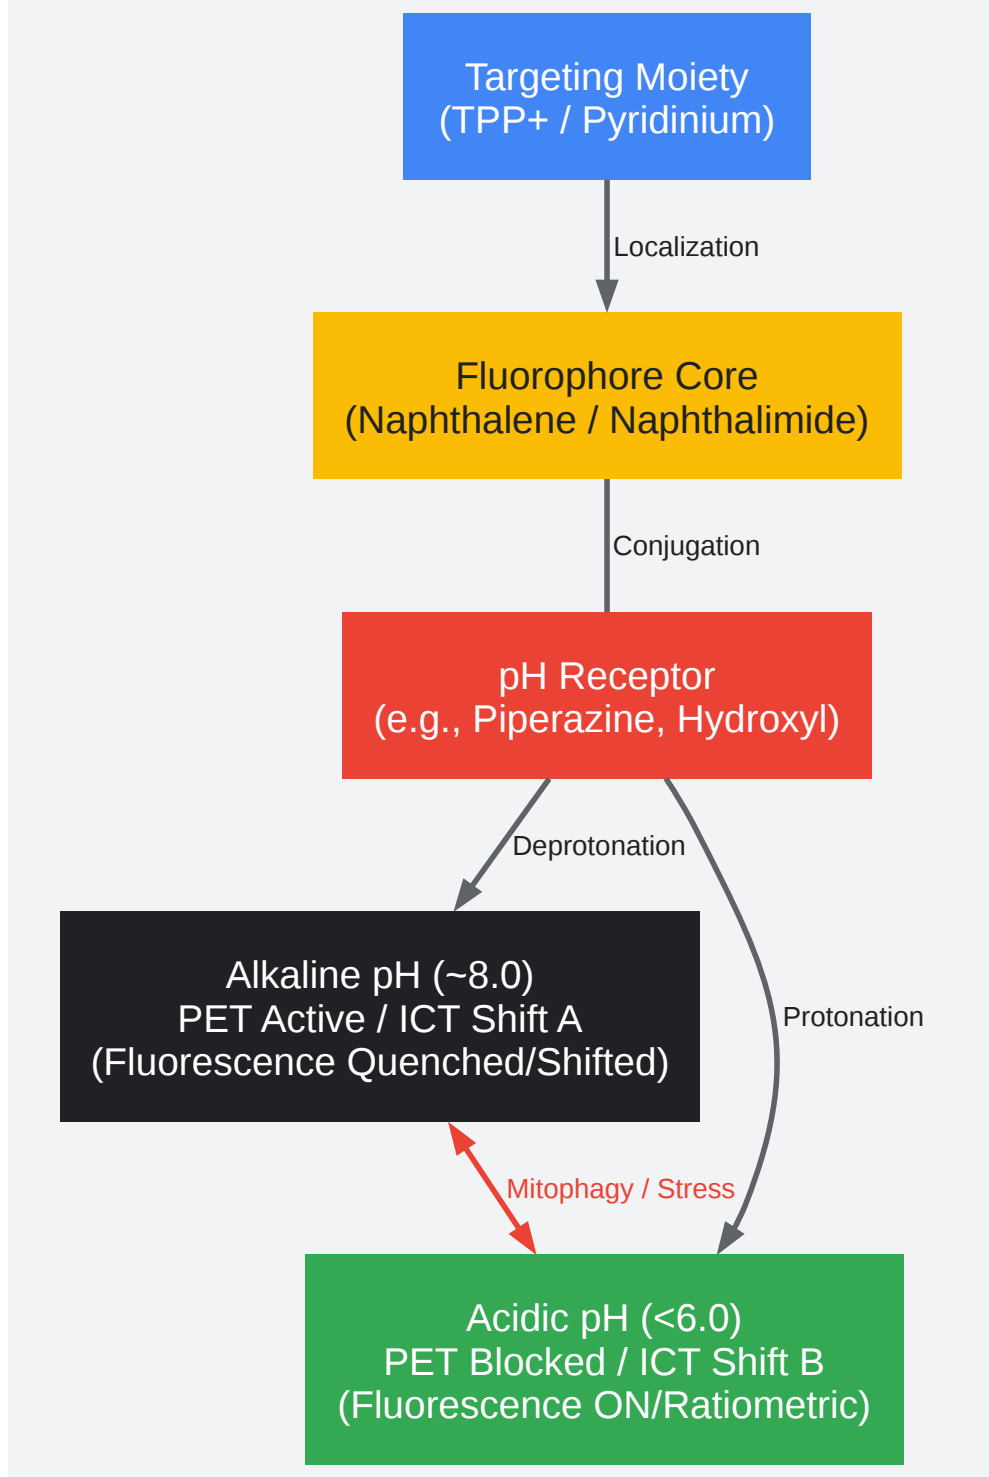 Targeting Moiety
(TPP+ / Pyridinium)
Localization
Fluorophore Core
(Naphthalene / Naphthalimide)
Conjugation
pH Receptor
(e.g., Piperazine, Hydroxyl)
Deprotonation
Alkaline pH (~8.0)
PET Active / ICT Shift A
(Fluorescence Quenched/Shifted)
Protonation
Mitophagy / Stress
Acidic pH (<6.0)
PET Blocked / ICT Shift B
(Fluorescence ON/Ratiometric)